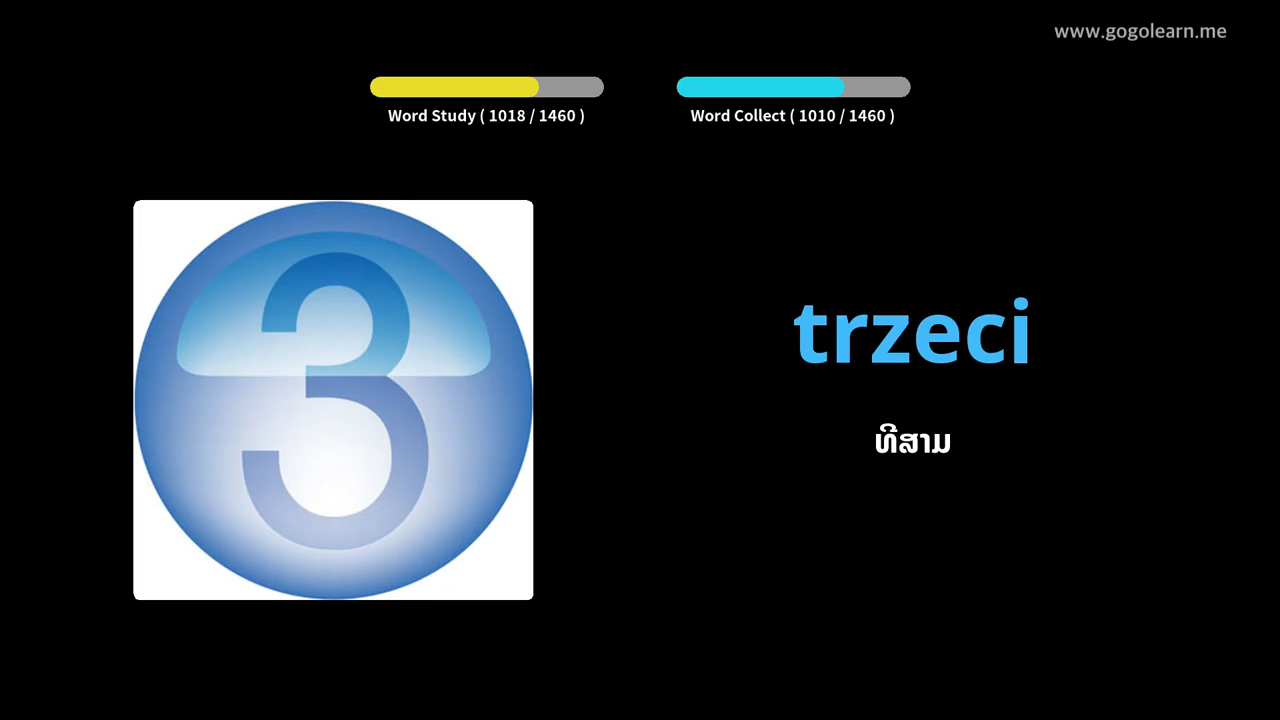 www.gogolearn.me
Word Study ( 1018 / 1460 )
Word Collect ( 1010 / 1460 )
3
trzeci
ທີສາມ